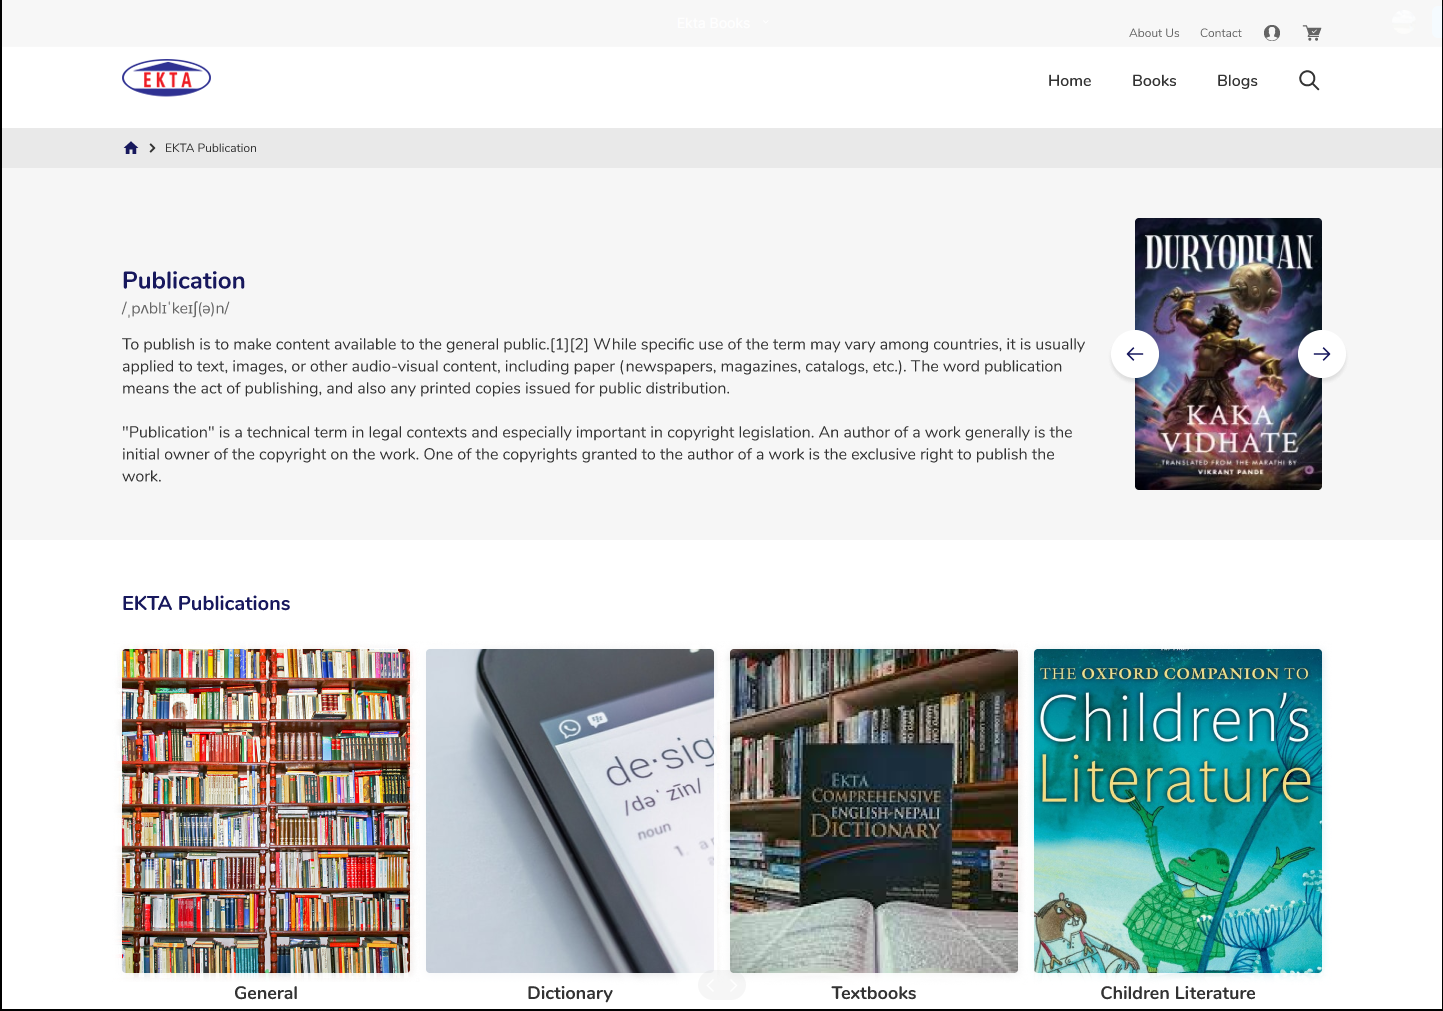 Ekta Books
About Us Contact
EKTA
Home Books Blogs
EKTA Publication
Publication
/ˌpʌblɪˈkeɪʃ(ə)n/
To publish is to make content available to the general public.[1][2] While specific use of the term may vary among countries, it is usually
applied to text, images, or other audio-visual content, including paper (newspapers, magazines, catalogs, etc.). The word publication
means the act of publishing, and also any printed copies issued for public distribution.
"Publication" is a technical term in legal contexts and especially important in copyright legislation. An author of a work generally is the
initial owner of the copyright on the work. One of the copyrights granted to the author of a work is the exclusive right to publish the
work.
DURYODHAN
KAKA
VIDHATE
TRANSLATED FROM THE MARATHI BY
VIKRANT PANDE
EKTA Publications
de·sig
/də' zīn/
noun
EKTA
COMPREHENSIVE
ENGLISH-NEPALI
DICTIONARY
THE OXFORD COMPANION TO
Children's
Literature
General
Dictionary
Textbooks
Children Literature